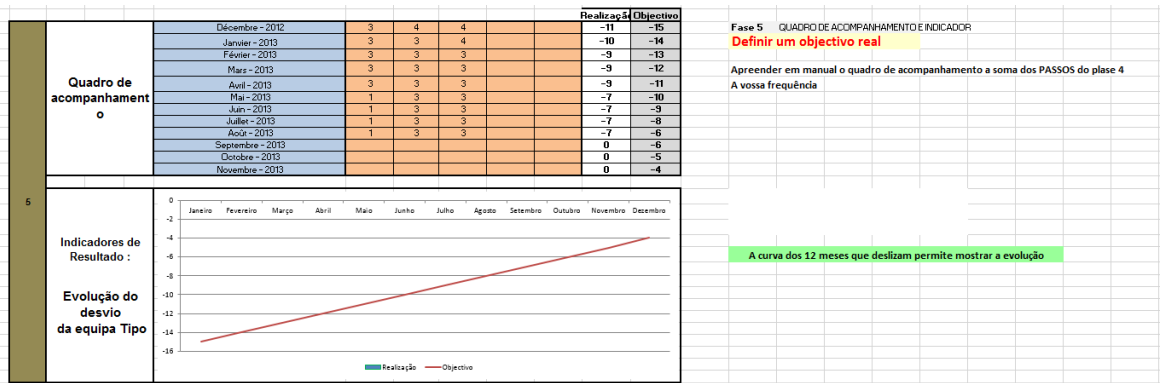 Realização Objectivo
Décembre - 2012 3 4 4 -11 -15
Janvier - 2013 3 3 4 -10 -14
Février - 2013 3 3 3 -9 -13
Mars - 2013 3 3 3 -9 -12
Avril - 2013 3 3 3 -9 -11
Mai - 2013 1 3 3 -7 -10
Juin - 2013 1 3 3 -7 -9
Juillet - 2013 1 3 3 -7 -8
Août - 2013 1 3 3 -7 -6
Septembre - 2013 0 -6
Octobre - 2013 0 -5
Novembre - 2013 0 -4
Quadro de
acompanhament
o
Fase 5 QUADRO DE ACOMPANHAMENTO E INDICADOR
Definir um objectivo real
Apreender em manual o quadro de acompanhamento a soma dos PASSOS do plase 4
A vossa frequência
5
Indicadores de
Resultado :
Evolução do
desvio
da equipa Tipo
0
-2
-4
-6
-8
-10
-12
-14
-16
Janeiro Fevereiro Março Abril Maio Junho Julho Agosto Setembro Outubro Novembro Dezembro
Realização Objectivo
A curva dos 12 meses que deslizam permite mostrar a evolução